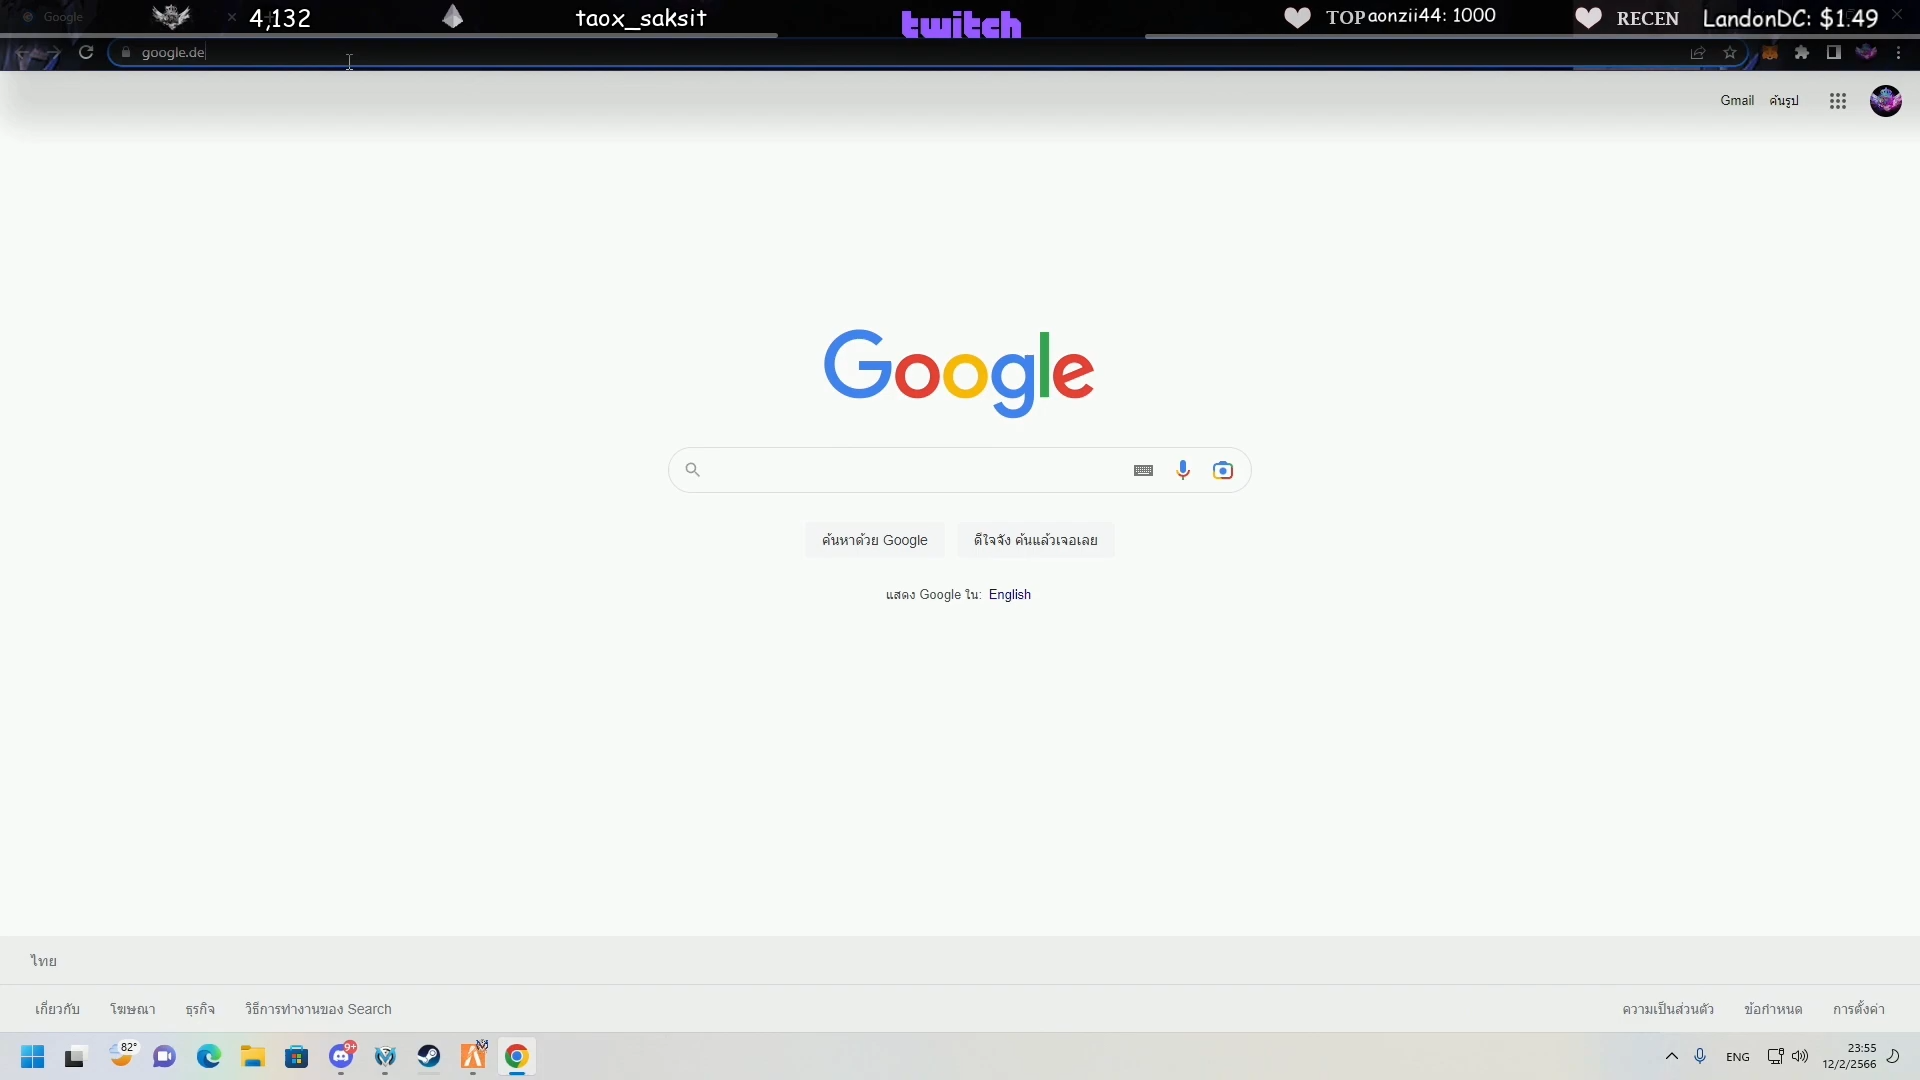 Google
4,132
taox_saksit
twitch
TOP aonzii44: 1000
RECEN
LandonDC: $1.49
google.de
Gmail
ค้นรูป
Google
ค้นหาด้วย Google
ดีใจจัง ค้นแล้วเจอเลย
แสดง Google ใน: English
ไทย
เกี่ยวกับ
โฆษณา
ธุรกิจ
วิธีการทำงานของ Search
ความเป็นส่วนตัว
ข้อกำหนด
การตั้งค่า
82°
9+
ENG
23:55
12/2/2566